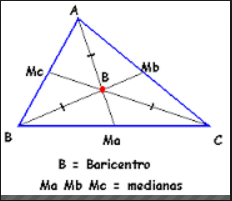 A
Mc
Mb
B
B
Ma
C
B = Baricentro
Ma Mb Mc = medianas